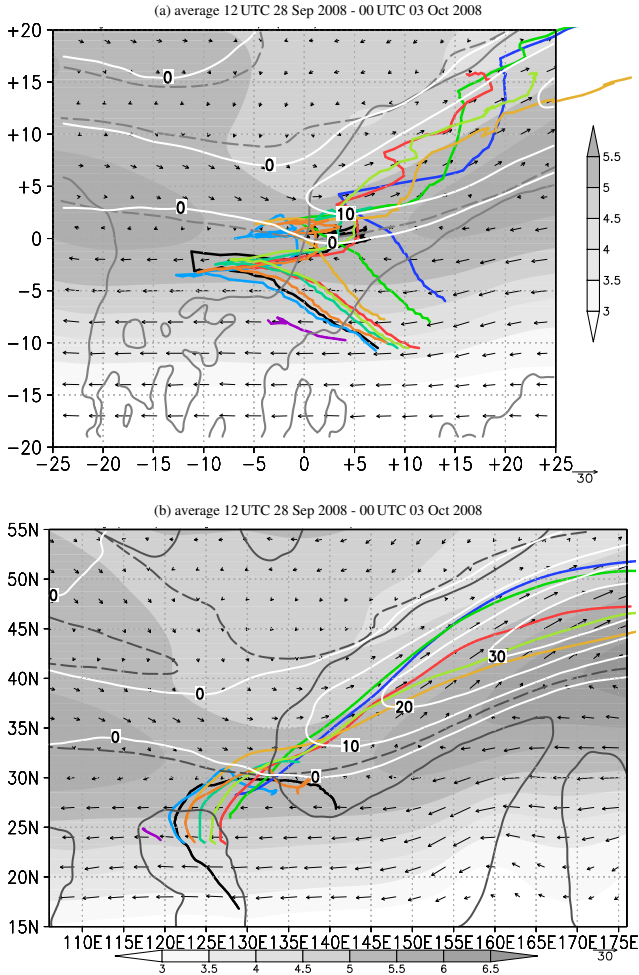 (a) average 12 UTC 28 Sep 2008 - 00 UTC 03 Oct 2008
+20
+15
+10
+5
0
−5
−10
−15
−20
0
0
0
10
0
5.5
5
4.5
4
3.5
3
−25 −20 −15 −10 −5 0 +5 +10 +15 +20 +25
30
(b) average 12 UTC 28 Sep 2008 - 00 UTC 03 Oct 2008
55N
50N
45N
40N
35N
30N
25N
20N
15N
0
0
0
30
20
10
0
110E 115E 120E 125E 130E 135E 140E 145E 150E 155E 160E 165E 170E 175E
3 3.5 4 4.5 5 5.5 6 6.5
30